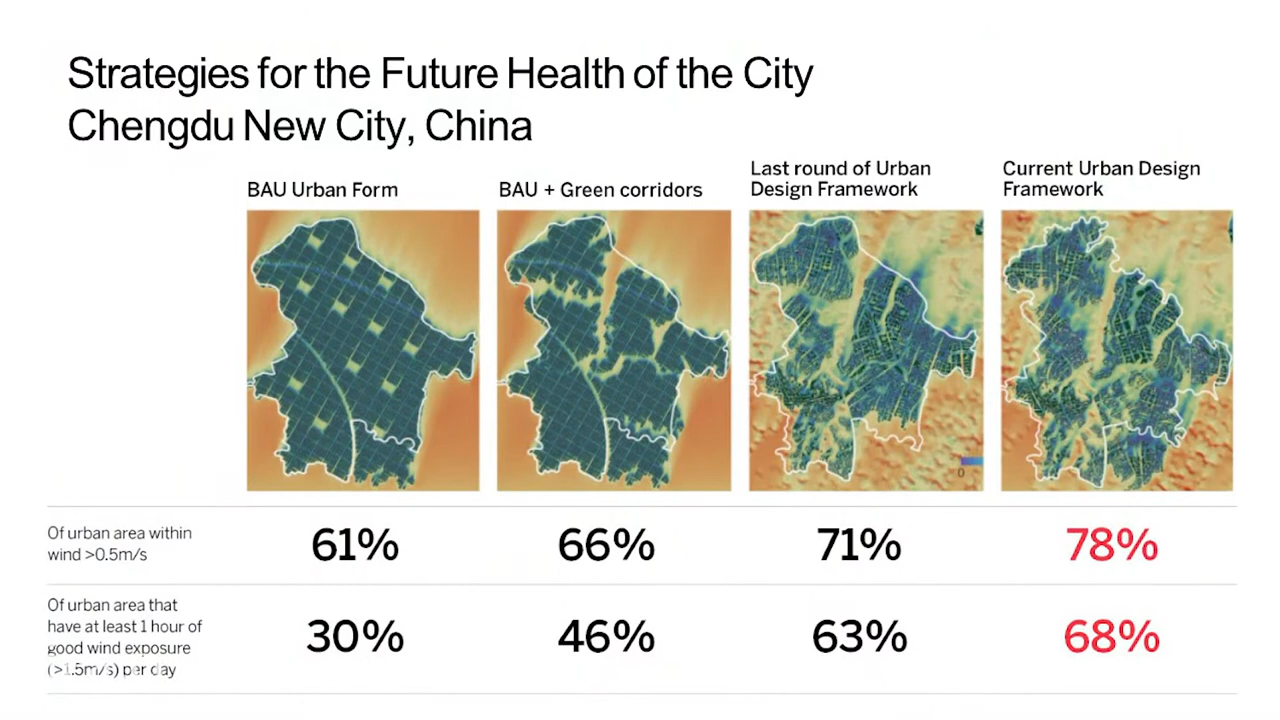 Strategies for the Future Health of the City
Chengdu New City, China
BAU Urban Form
BAU + Green corridors
Last round of Urban
Design Framework
Current Urban Design
Framework
0
Of urban area within
wind >0.5m/s
61%
66%
71%
78%
Of urban area that
have at least 1 hour of
good wind exposure
(>1.5m/s) per day
30%
46%
63%
68%